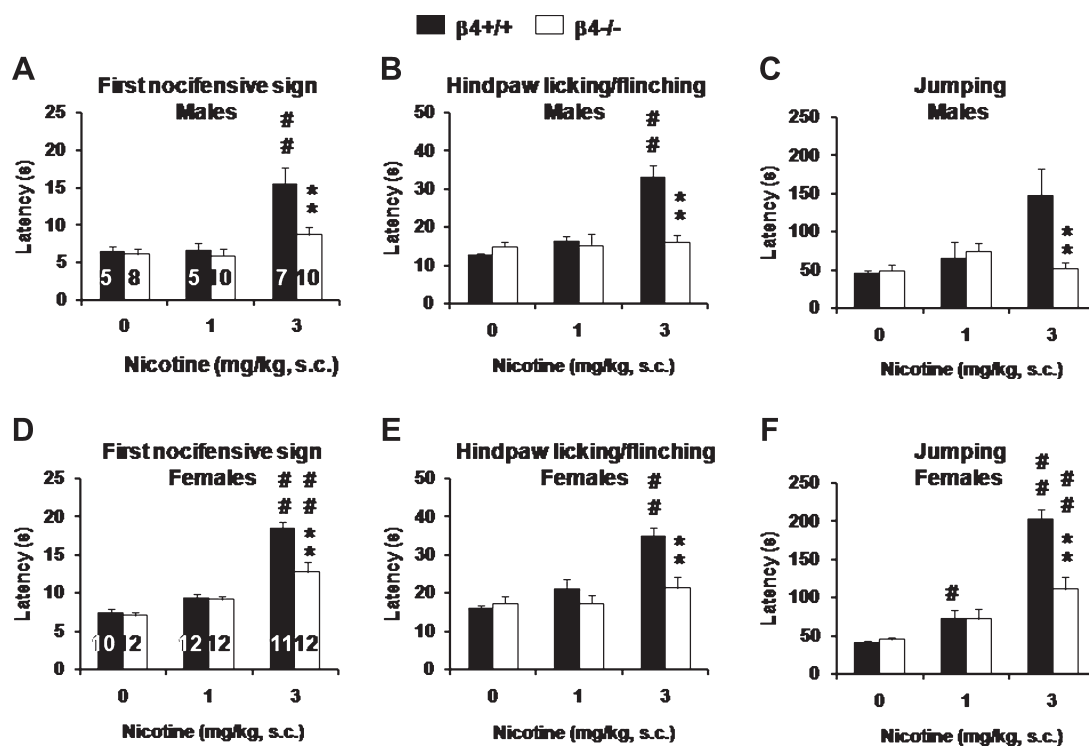 β4+/+ β4-/-
A
First nocifensive sign
Males
25
20
15
10
5
0
Latency (s)
# #
* *
5 8 5 10 7 10
0 1 3
Nicotine (mg/kg, s.c.)
B
Hindpaw licking/flinching
Males
50
40
30
20
10
0
Latency (s)
# #
* *
0 1 3
Nicotine (mg/kg, s.c.)
C
Jumping
Males
250
200
150
100
50
0
Latency (s)
* *
0 1 3
Nicotine (mg/kg, s.c.)
D
First nocifensive sign
Females
25
20
15
10
5
0
Latency (s)
# #
# # * *
10 12 12 12 11 12
0 1 3
Nicotine (mg/kg, s.c.)
E
Hindpaw licking/flinching
Females
50
40
30
20
10
0
Latency (s)
# #
* *
0 1 3
Nicotine (mg/kg, s.c.)
F
Jumping
Females
250
200
150
100
50
0
Latency (s)
#
# #
# # * *
0 1 3
Nicotine (mg/kg, s.c.)